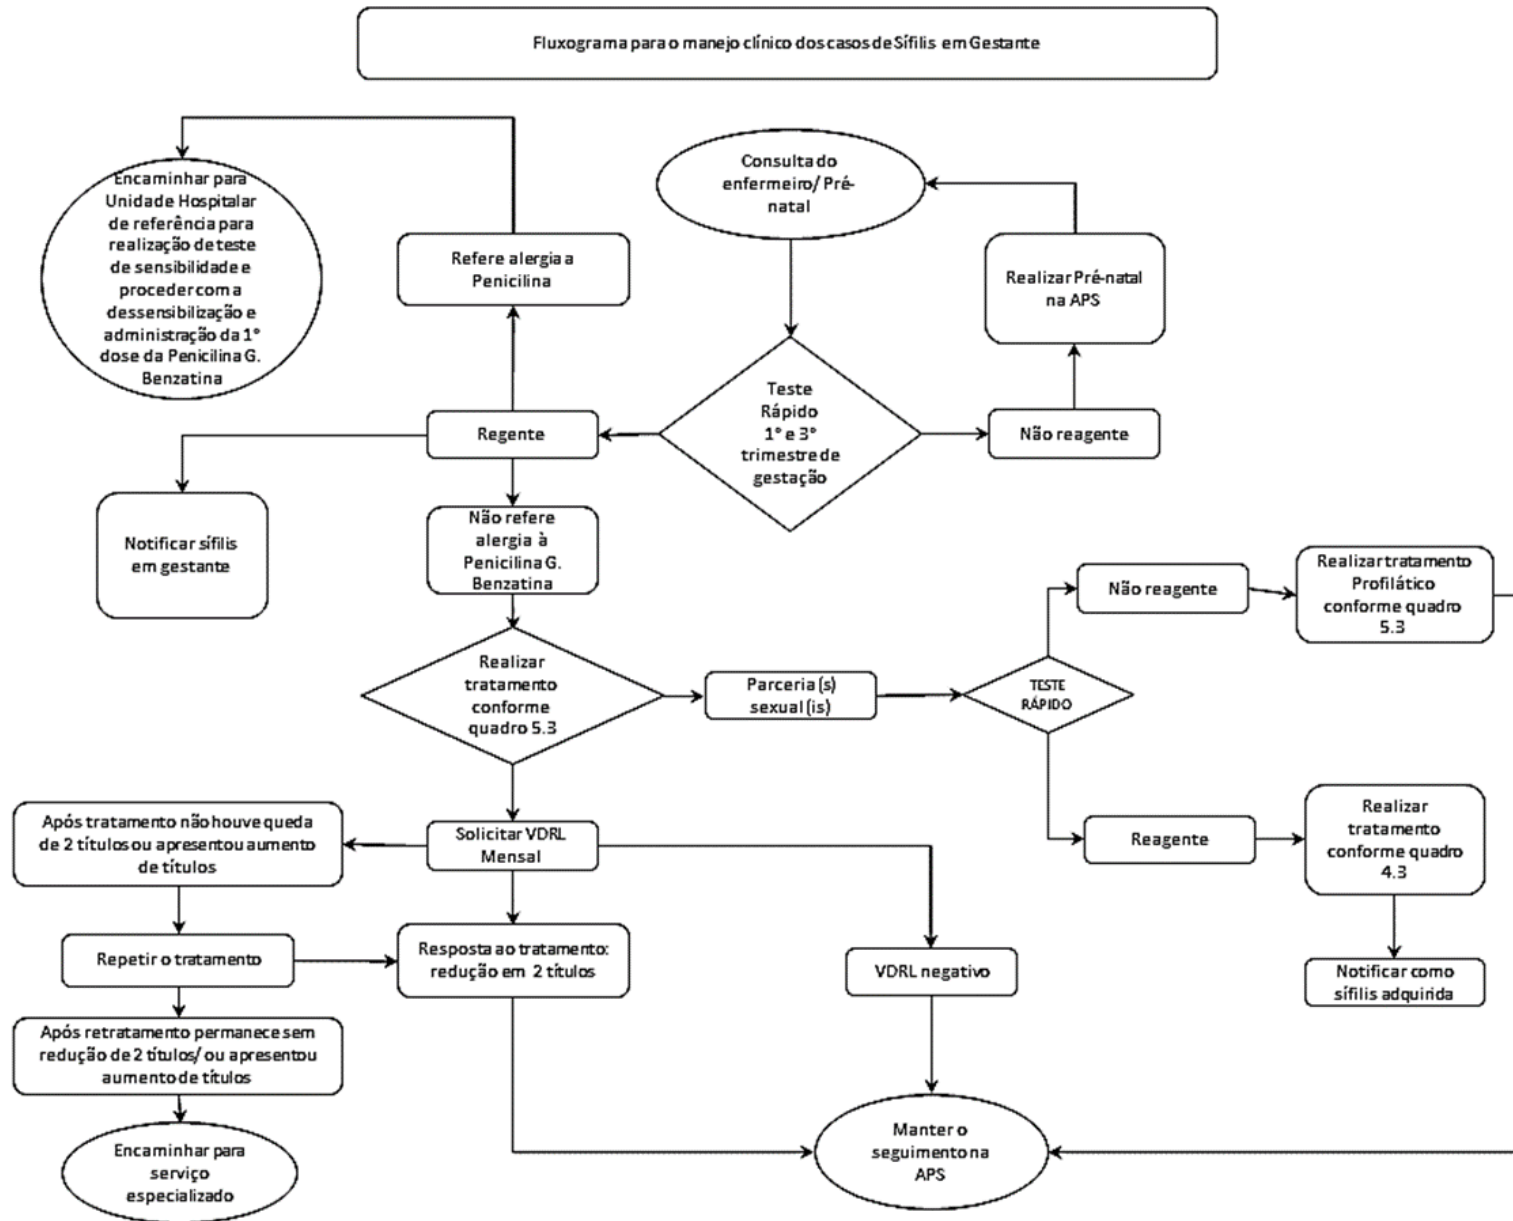 Fluxograma para o manejo clínico dos casos de Sífilis em Gestante
Consulta do
enfermeiro/ Pré-
natal
Encaminhar para
Unidade Hospitalar
de referência para
realização de teste
de sensibilidade e
proceder com a
dessensibilização e
administração da 1º
dose da Penicilina G.
Benzatina
Refere alergia a
Penicilina
Realizar Pré-natal
na APS
Teste
Rápido
1º e 3º
trimestre de
gestação
Regente
Não reagente
Notificar sífilis
em gestante
Não refere
alergia à
Penicilina G.
Benzatina
Não reagente
Realizar tratamento
Profilático
conforme quadro
5.3
Realizar
tratamento
conforme
quadro 5.3
Parceria (s)
sexual (is)
TESTE
RÁPIDO
Após tratamento não houve queda
de 2 títulos ou apresentou aumento
de títulos
Solicitar VDRL
Mensal
Reagente
Realizar
tratamento
conforme quadro
4.3
Repetir o tratamento
Resposta ao tratamento:
redução em 2 títulos
VDRL negativo
Notificar como
sífilis adquirida
Após retratamento permanece sem
redução de 2 títulos/ ou apresentou
aumento de títulos
Encaminhar para
serviço
especializado
Manter o
seguimento na
APS